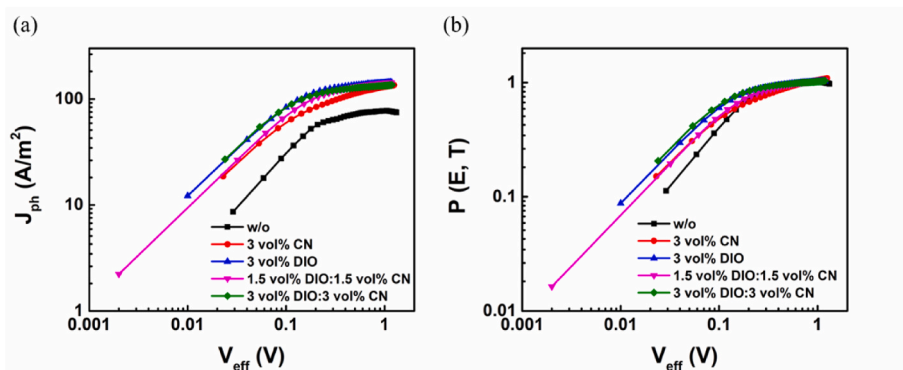 (a)
J_ph (A/m²)
100
10
1
w/o
3 vol% CN
3 vol% DIO
1.5 vol% DIO:1.5 vol% CN
3 vol% DIO:3 vol% CN
0.001 0.01 0.1 1
V_eff (V)
(b)
P (E, T)
1
0.1
0.01
w/o
3 vol% CN
3 vol% DIO
1.5 vol% DIO:1.5 vol% CN
3 vol% DIO:3 vol% CN
0.001 0.01 0.1 1
V_eff (V)